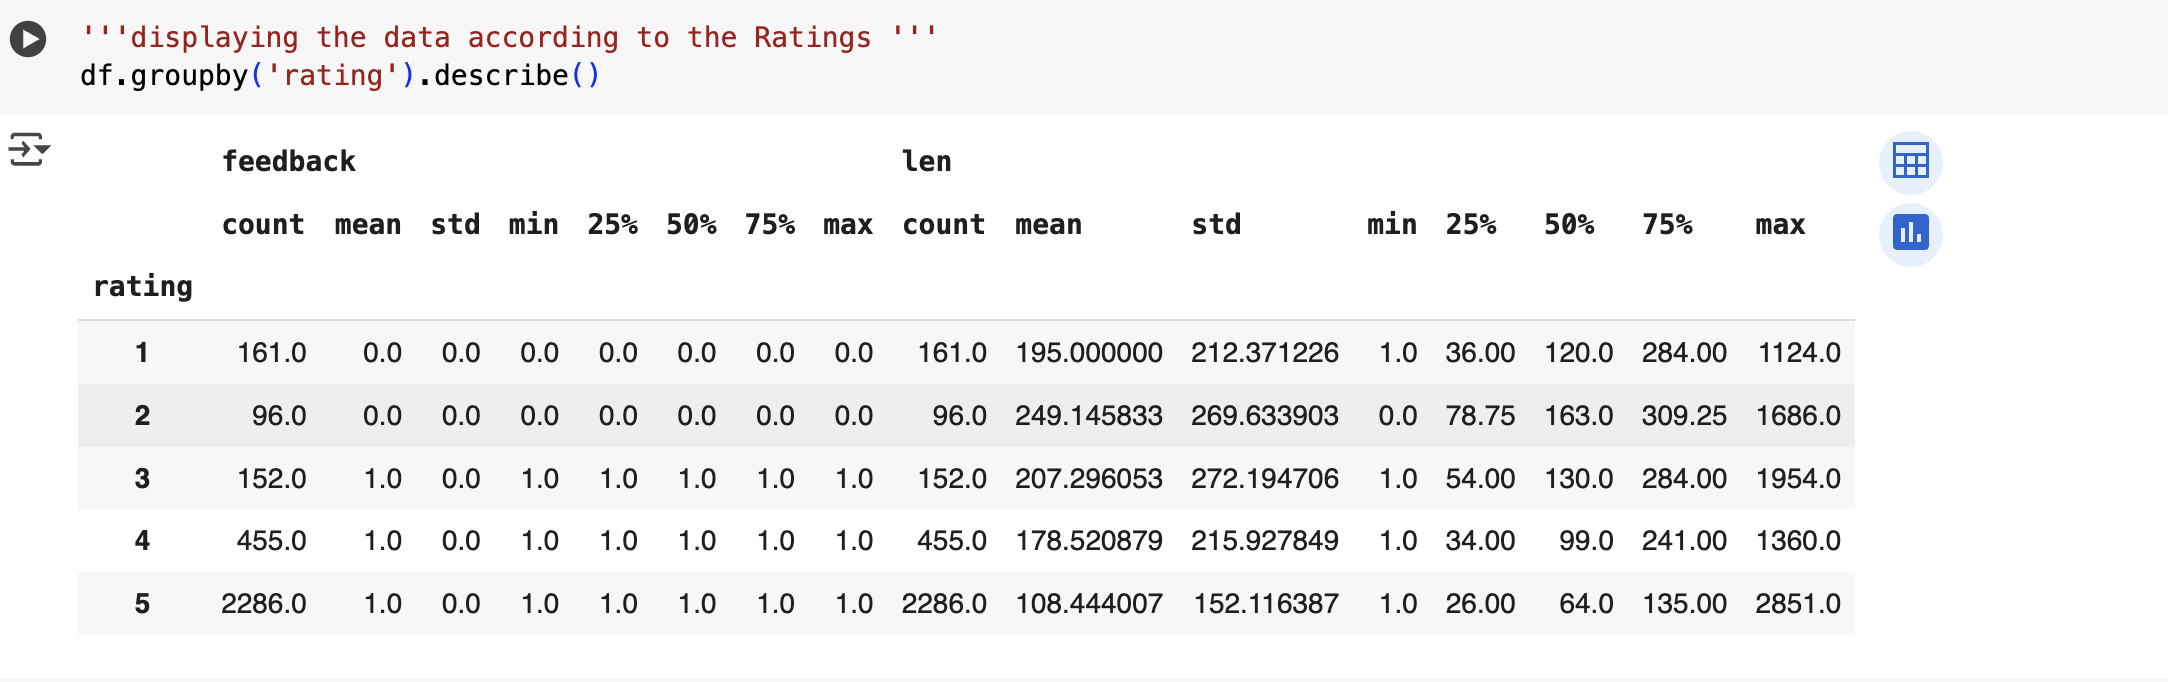 '''displaying the data according to the Ratings '''
df.groupby('rating').describe()
feedback len
count mean std min 25% 50% 75% max count mean std min 25% 50% 75% max
rating
1 161.0 0.0 0.0 0.0 0.0 0.0 0.0 0.0 161.0 195.000000 212.371226 1.0 36.00 120.0 284.00 1124.0
2 96.0 0.0 0.0 0.0 0.0 0.0 0.0 0.0 96.0 249.145833 269.633903 0.0 78.75 163.0 309.25 1686.0
3 152.0 1.0 0.0 1.0 1.0 1.0 1.0 1.0 152.0 207.296053 272.194706 1.0 54.00 130.0 284.00 1954.0
4 455.0 1.0 0.0 1.0 1.0 1.0 1.0 1.0 455.0 178.520879 215.927849 1.0 34.00 99.0 241.00 1360.0
5 2286.0 1.0 0.0 1.0 1.0 1.0 1.0 1.0 2286.0 108.444007 152.116387 1.0 26.00 64.0 135.00 2851.0